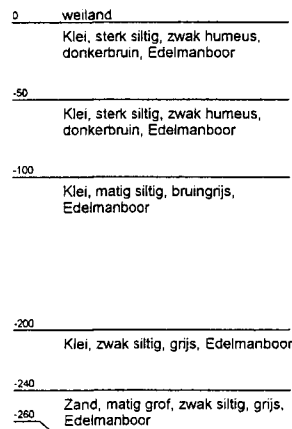 0 weiland
Klei, sterk siltig, zwak humeus,
donkerbruin, Edelmanboor
-50
Klei, sterk siltig, zwak humeus,
donkerbruin, Edelmanboor
-100
Klei, matig siltig, bruingrijs,
Edelmanboor
-200
Klei, zwak siltig, grijs, Edelmanboor
-240
Zand, matig grof, zwak siltig, grijs,
-260 Edelmanboor